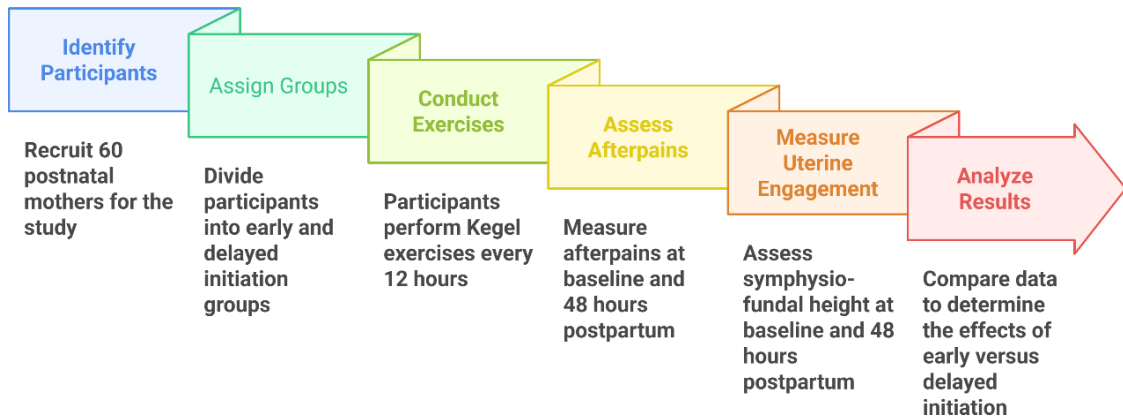 Identify
Participants
Recruit 60
postnatal
mothers for the
study
Assign Groups
Divide
participants
into early and
delayed
initiation
groups
Conduct
Exercises
Participants
perform Kegel
exercises every
12 hours
Assess
Afterpains
Measure
afterpains at
baseline and
48 hours
postpartum
Measure
Uterine
Engagement
Assess
symphysio-
fundal height at
baseline and 48
hours
postpartum
Analyze
Results
Compare data
to determine
the effects of
early versus
delayed
initiation